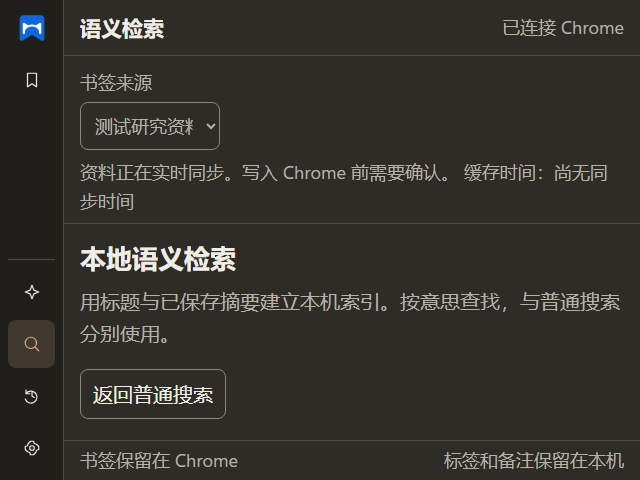 语义检索
已连接 Chrome
书签来源
测试研究资料
资料正在实时同步。写入 Chrome 前需要确认。 缓存时间：尚无同
步时间
本地语义检索
用标题与已保存摘要建立本机索引。按意思查找，与普通搜索
分别使用。
返回普通搜索
书签保留在 Chrome
标签和备注保留在本机